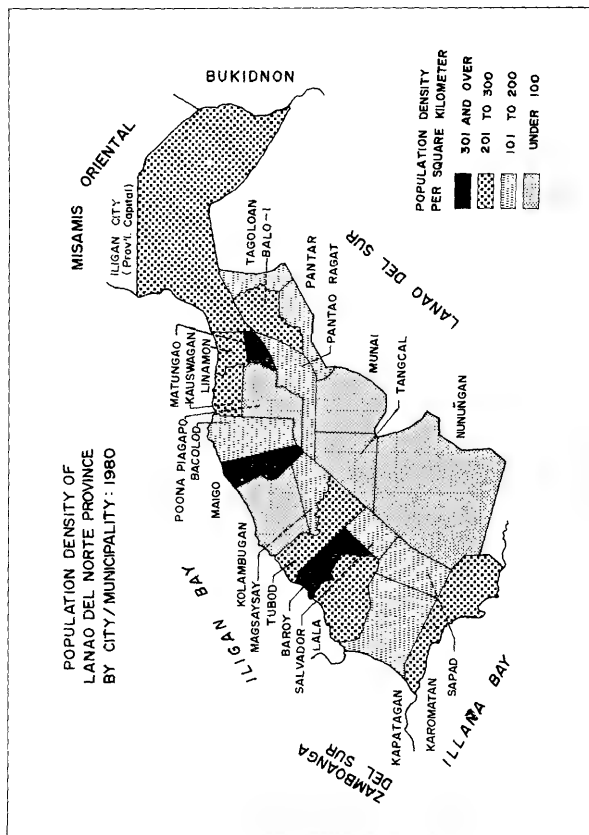 POPULATION DENSITY OF
LANAO DEL NORTE PROVINCE
BY CITY/MUNICIPALITY: 1980
MISAMIS ORIENTAL
BUKIDNON
ILIGAN CITY
(Prov'l. Capital)
TAGOLOAN
BALO-I
PANTAR
PANTAO RAGAT
LANAO DEL SUR
MUNAI
TANGCAL
NUNUNGAN
MATUNGAO
KAUSWAGAN
LINAMON
POONA PIAGAPO
BACOLOD
MAIGO
ILIGAN BAY
KOLAMBUGAN
MAGSAYSAY
TUBOD
BAROY
SALVADOR
LALA
KAPATAGAN
KAROMATAN
SAPAD
ZAMBOANGA
DEL SUR
ILLANA BAY
POPULATION DENSITY
PER SQUARE KILOMETER
301 AND OVER
201 TO 300
101 TO 200
UNDER 100